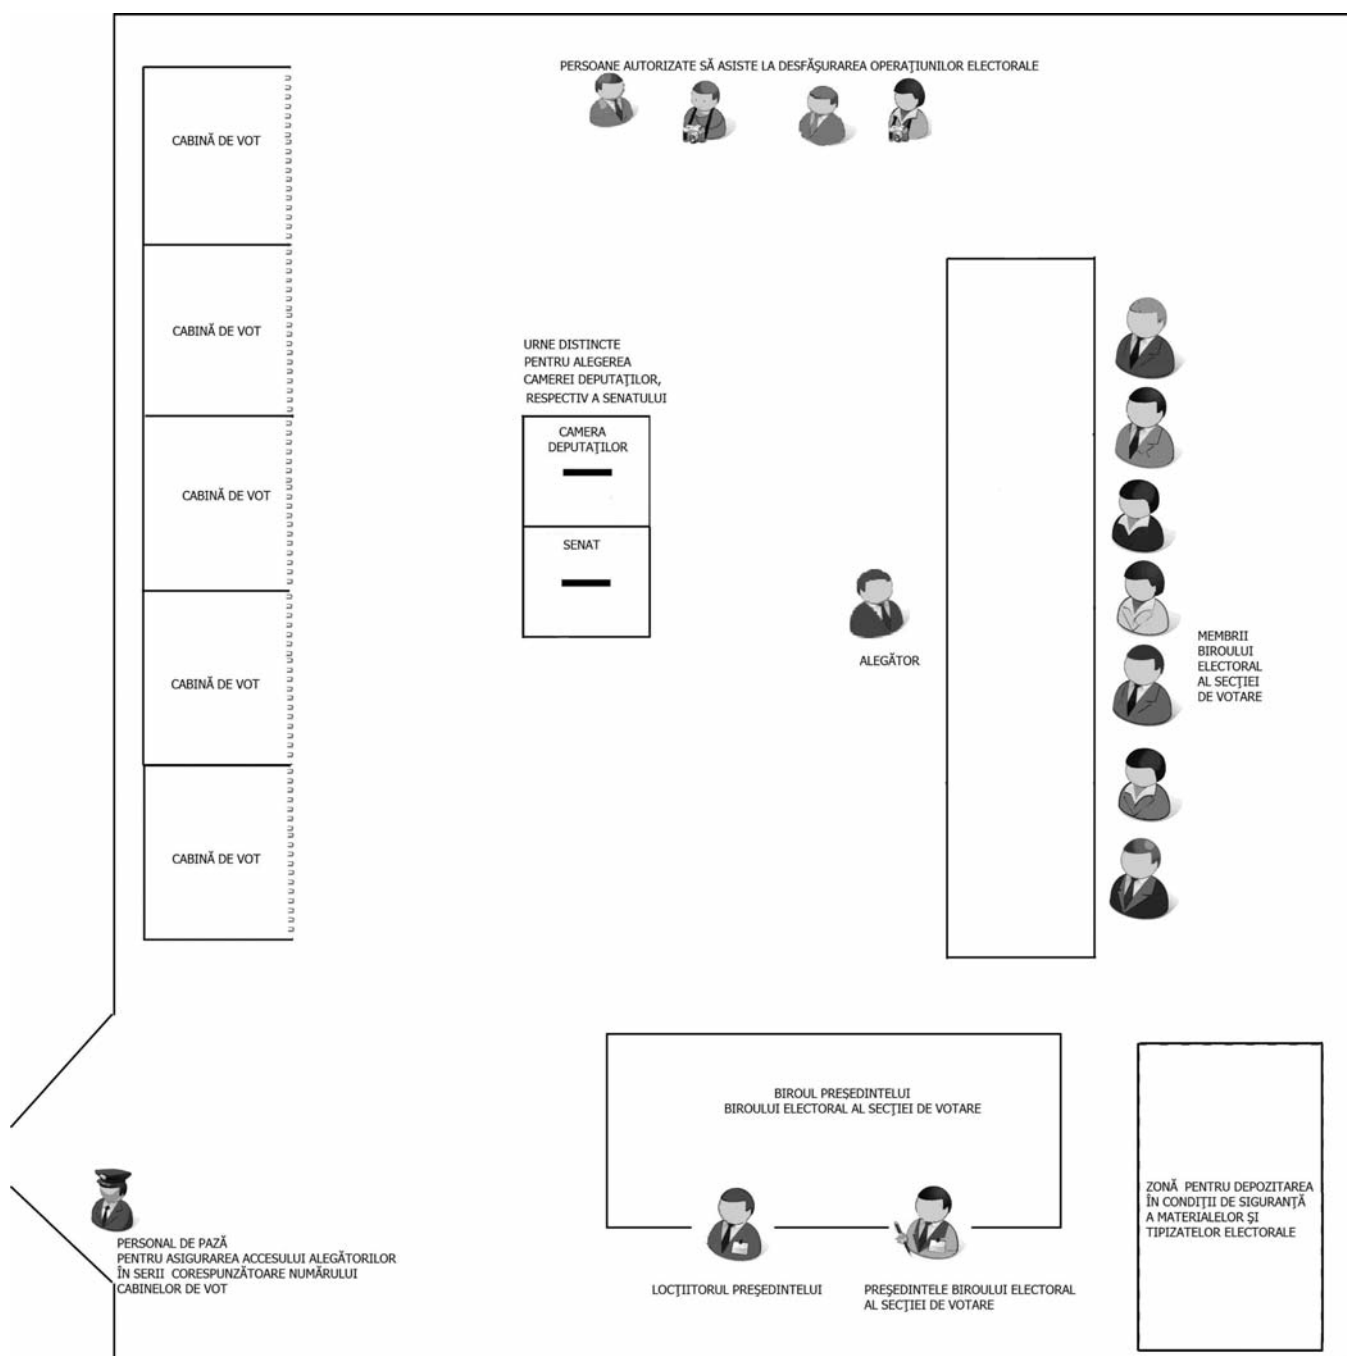 PERSOANE AUTORIZATE SĂ ASISTE LA DESFĂŞURAREA OPERAŢIUNILOR ELECTORALE
CABINĂ DE VOT
CABINĂ DE VOT
URNE DISTINCTE
PENTRU ALEGEREA
CAMEREI DEPUTAŢILOR,
RESPECTIV A SENATULUI
CAMERA
DEPUTAŢILOR
CABINĂ DE VOT
SENAT
ALEGĂTOR
MEMBRII
BIROULUI
ELECTORAL
AL SECŢIEI
DE VOTARE
CABINĂ DE VOT
CABINĂ DE VOT
BIROUL PREŞEDINTELUI
BIROULUI ELECTORAL AL SECŢIEI DE VOTARE
ZONĂ PENTRU DEPOZITAREA
ÎN CONDIŢII DE SIGURANŢĂ
A MATERIALELOR ŞI
TIPIZATELOR ELECTORALE
PERSONAL DE PAZĂ
PENTRU ASIGURAREA ACCESULUI ALEGĂTORILOR
ÎN SERII CORESPUNZĂTOARE NUMĂRULUI
CABINELOR DE VOT
LOCŢIITORUL PREŞEDINTELUI
PREŞEDINTELE BIROULUI ELECTORAL
AL SECŢIEI DE VOTARE